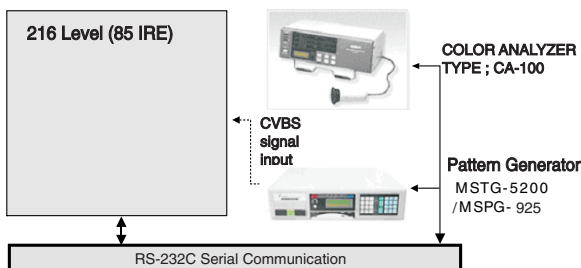 216 Level (85 IRE)
COLOR ANALYZER
TYPE ; CA-100
CVBS
signal
input
Pattern Generator
MSTG-5200
/MSPG- 925
RS-232C Serial Communication